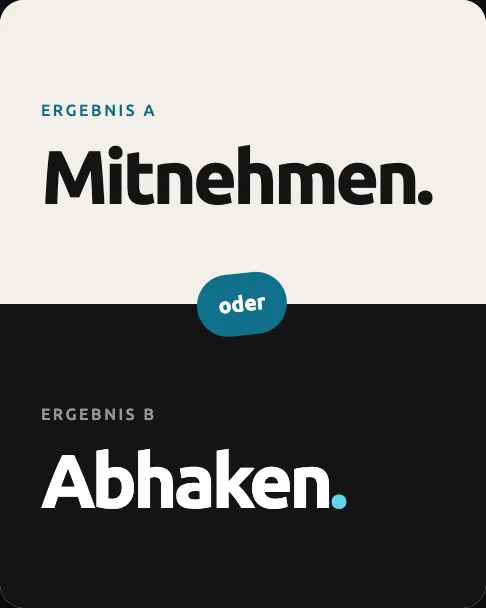 ERGEBNIS A
Mitnehmen.
oder
ERGEBNIS B
Abhaken.